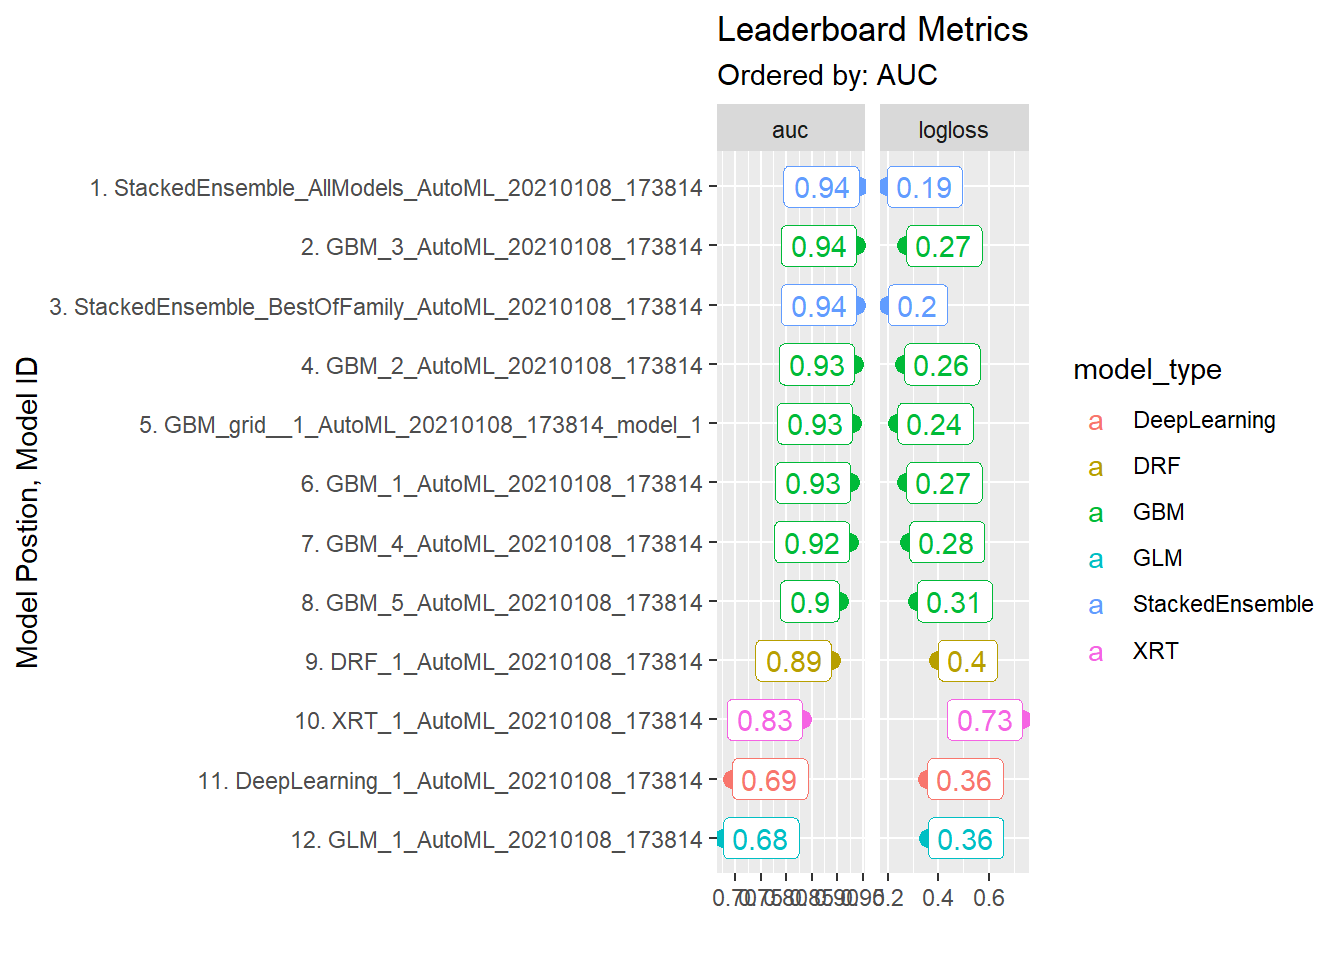 Leaderboard Metrics
Ordered by: AUC
auc logloss
1. StackedEnsemble_AllModels_AutoML_20210108_173814 0.94 0.19
2. GBM_3_AutoML_20210108_173814 0.94 0.27
3. StackedEnsemble_BestOfFamily_AutoML_20210108_173814 0.94 0.2
4. GBM_2_AutoML_20210108_173814 0.93 0.26
5. GBM_grid__1_AutoML_20210108_173814_model_1 0.93 0.24
6. GBM_1_AutoML_20210108_173814 0.93 0.27
7. GBM_4_AutoML_20210108_173814 0.92 0.28
8. GBM_5_AutoML_20210108_173814 0.9 0.31
9. DRF_1_AutoML_20210108_173814 0.89 0.4
10. XRT_1_AutoML_20210108_173814 0.83 0.73
11. DeepLearning_1_AutoML_20210108_173814 0.69 0.36
12. GLM_1_AutoML_20210108_173814 0.68 0.36
0.70 0.75 0.80 0.85 0.90 0.95 0.2 0.4 0.6
Model Postion, Model ID
model_type
a DeepLearning
a DRF
a GBM
a GLM
a StackedEnsemble
a XRT